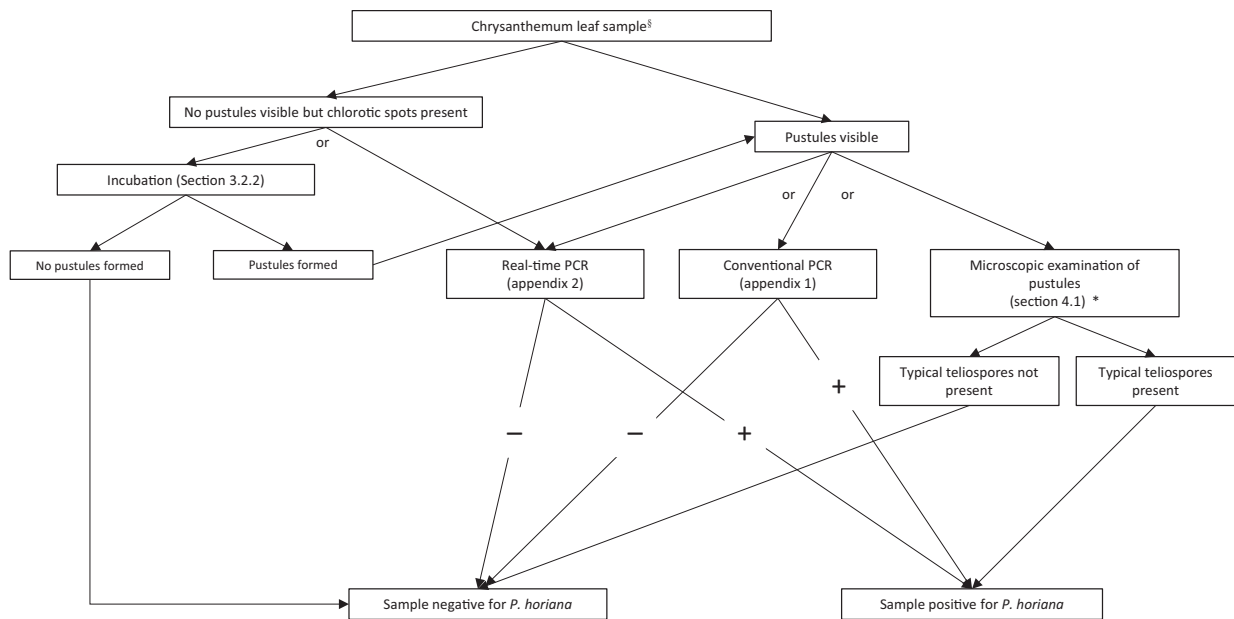 Chrysanthemum leaf sample§
No pustules visible but chlorotic spots present
Pustules visible
or
Incubation (Section 3.2.2)
or
or
No pustules formed
Pustules formed
Real-time PCR
(appendix 2)
Conventional PCR
(appendix 1)
Microscopic examination of
pustules
(section 4.1) *
Typical teliospores not
present
Typical teliospores
present
+
−
−
+
Sample negative for P. horiana
Sample positive for P. horiana